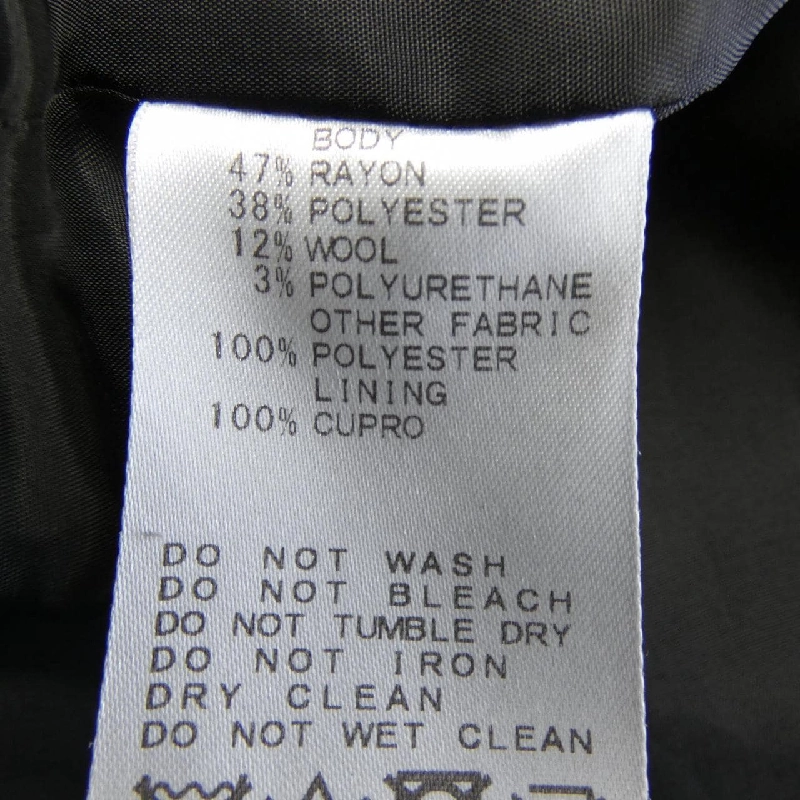 BODY
47% RAYON
38% POLYESTER
12% WOOL
3% POLYURETHANE
OTHER FABRIC
100% POLYESTER
LINING
100% CUPRO
DO NOT WASH
DO NOT BLEACH
DO NOT TUMBLE DRY
DO NOT IRON
DRY CLEAN
DO NOT WET CLEAN